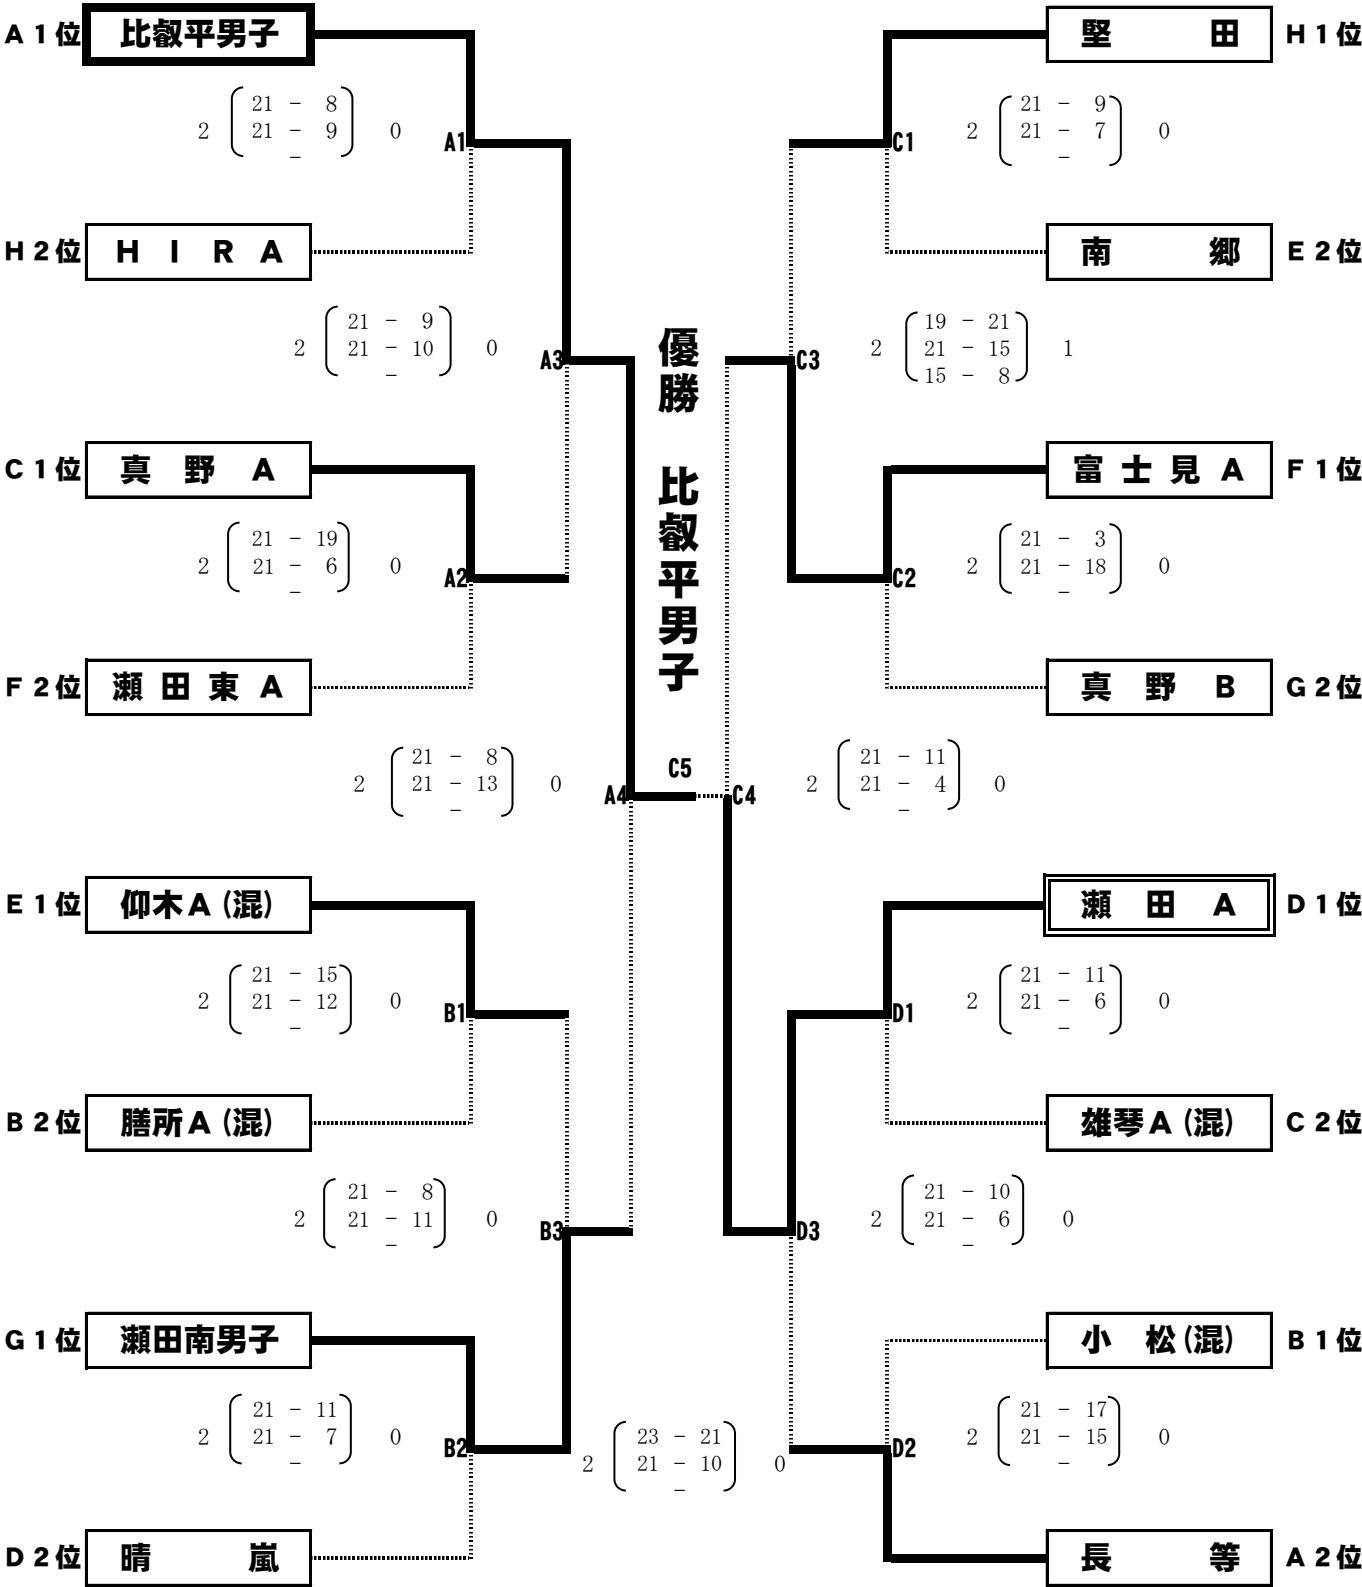 A1位 比叡平男子
堅 田 H1位
21 - 8
2 21 - 9 0
-
A1
21 - 9
2 21 - 7 0
-
C1
H2位 H I R A
南 郷 E2位
21 - 9
2 21 - 10 0
-
A3
19 - 21
2 21 - 15 1
15 - 8
C3
優勝 比叡平男子
C1位 真 野 A
富 士 見 A F1位
21 - 19
2 21 - 6 0
-
A2
21 - 3
2 21 - 18 0
-
C2
F2位 瀬 田 東 A
真 野 B G2位
21 - 8
2 21 - 13 0
-
A4
C5
C4
21 - 11
2 21 - 4 0
-
E1位 仰木A(混)
瀬 田 A D1位
21 - 15
2 21 - 12 0
-
B1
21 - 11
2 21 - 6 0
-
D1
B2位 膳所A(混)
雄琴A(混) C2位
21 - 8
2 21 - 11 0
-
B3
21 - 10
2 21 - 6 0
-
D3
G1位 瀬田南男子
小 松(混) B1位
21 - 11
2 21 - 7 0
-
B2
23 - 21
2 21 - 10 0
-
21 - 17
2 21 - 15 0
-
D2
D2位 晴 嵐
長 等 A2位